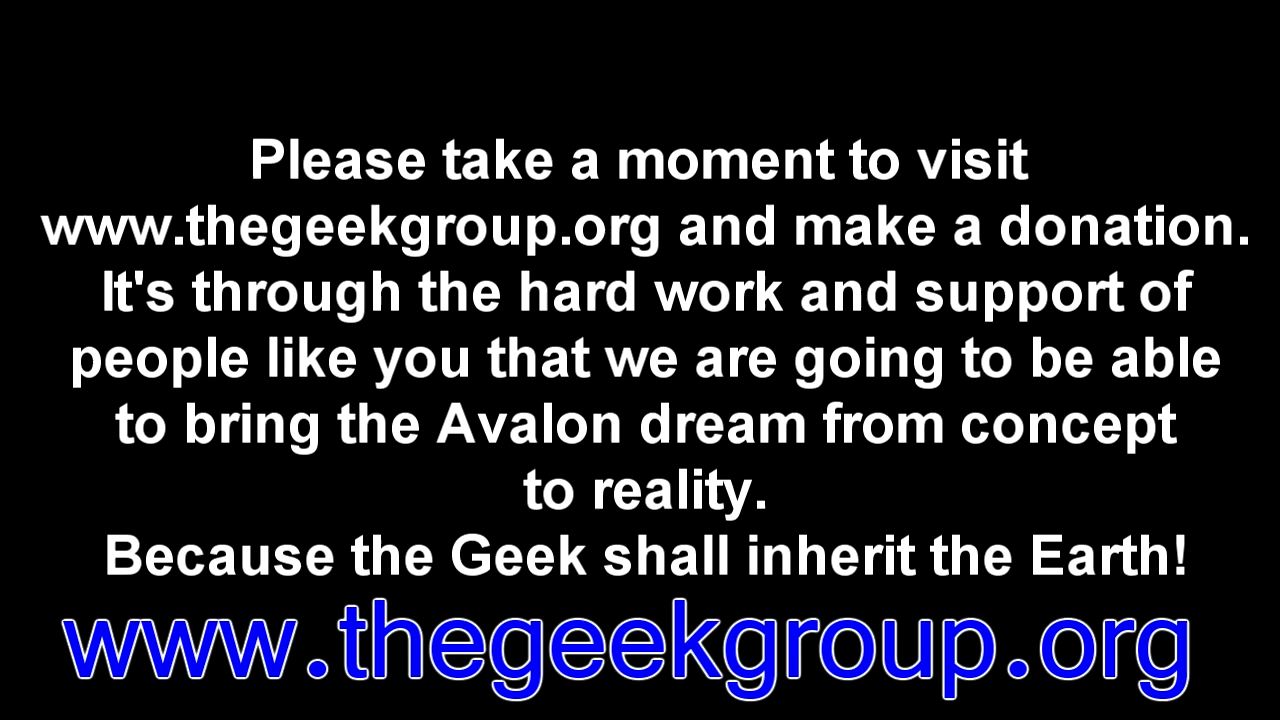 Please take a moment to visit
www.thegeekgroup.org and make a donation.
It's through the hard work and support of
people like you that we are going to be able
to bring the Avalon dream from concept
to reality.
Because the Geek shall inherit the Earth!
www.thegeekgroup.org